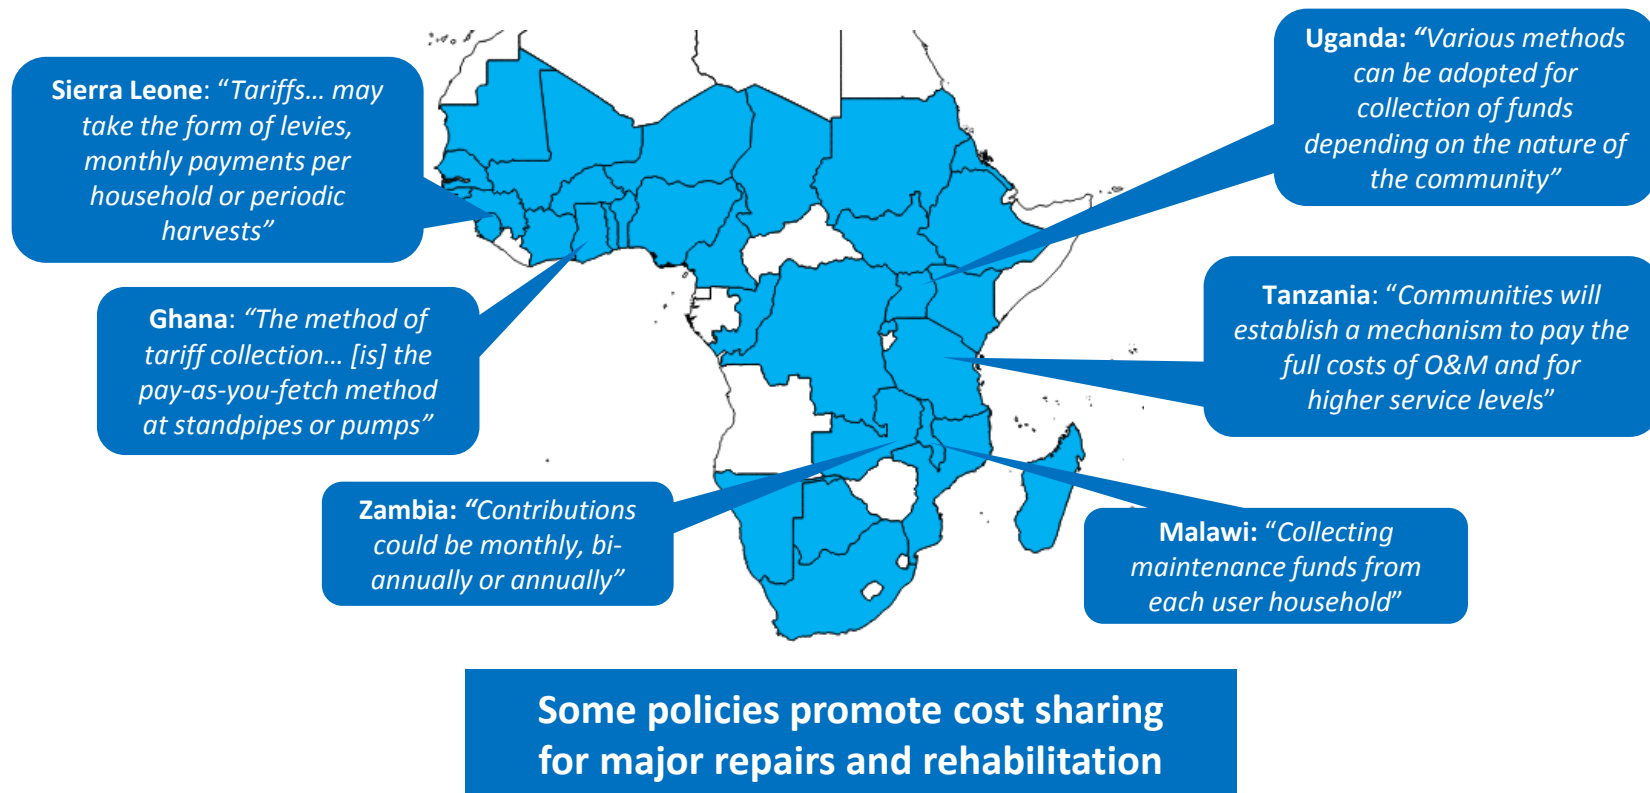 Sierra Leone: “Tariffs... may
take the form of levies,
monthly payments per
household or periodic
harvests”
Uganda: “Various methods
can be adopted for
collection of funds
depending on the nature of
the community”
Ghana: “The method of
tariff collection... [is] the
pay-as-you-fetch method
at standpipes or pumps”
Tanzania: “Communities will
establish a mechanism to pay the
full costs of O&M and for
higher service levels”
Zambia: “Contributions
could be monthly, bi-
annually or annually”
Malawi: “Collecting
maintenance funds from
each user household”
Some policies promote cost sharing
for major repairs and rehabilitation